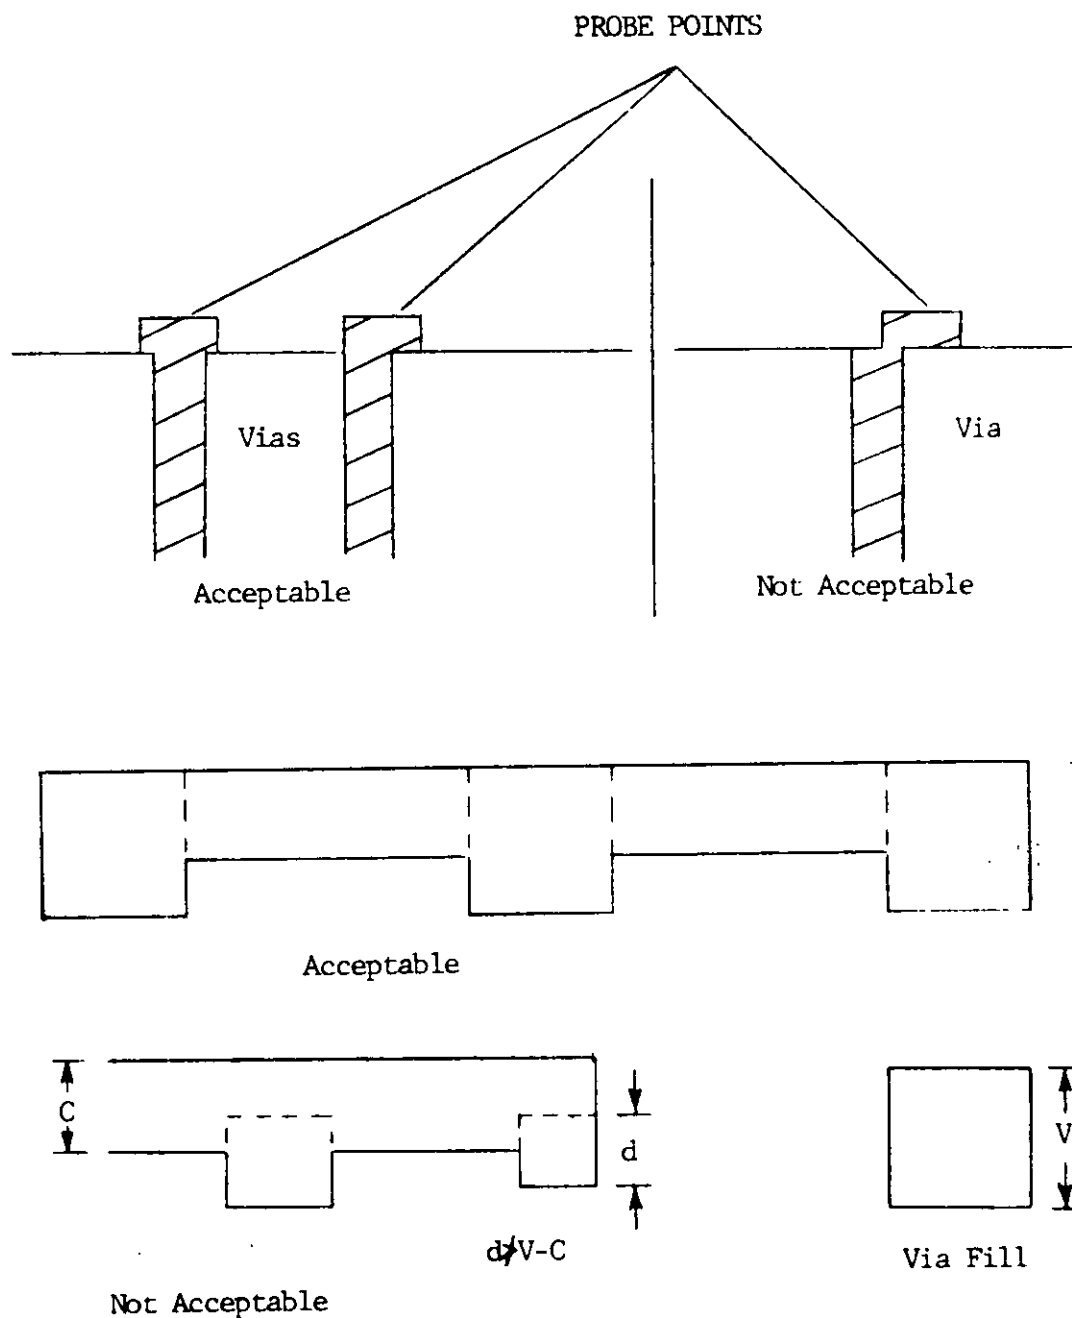 PROBE POINTS
Vias
Via
Acceptable
Not Acceptable
Acceptable
C
d
V
d≯V-C
Via Fill
Not Acceptable